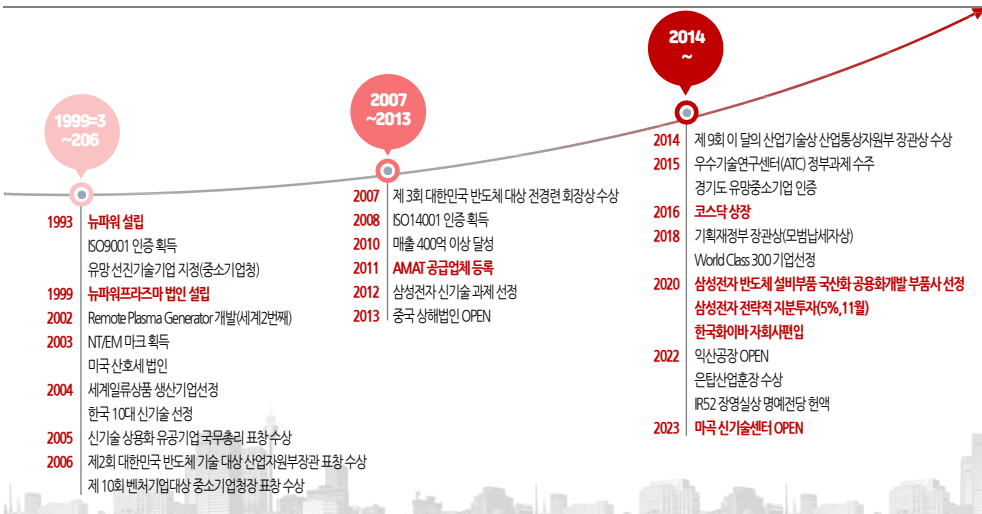 1999=3
~206
1993 뉴파워 설립
ISO9001 인증 획득
유망 선진기술기업 지정(중소기업청)
1999 뉴파워프라즈마 법인 설립
2002 Remote Plasma Generator 개발(세계2번째)
2003 NT/EM 마크 획득
미국 산호세 법인
2004 세계일류상품 생산기업선정
한국 10대 신기술 선정
2005 신기술 상용화 유공기업 국무총리 표창 수상
2006 제2회 대한민국 반도체 기술 대상 산업자원부장관 표창 수상
제 10회 벤처기업대상 중소기업청장 표창 수상
2007
~2013
2007 제 3회 대한민국 반도체 대상 전경련 회장상 수상
2008 ISO14001 인증 획득
2010 매출 400억 이상 달성
2011 AMAT 공급업체 등록
2012 삼성전자 신기술 과제 선정
2013 중국 상해법인 OPEN
2014
~
2014 제 9회 이 달의 산업기술상 산업통상자원부 장관상 수상
2015 우수기술연구센터(ATC) 정부과제 수주
경기도 유망중소기업 인증
2016 코스닥 상장
2018 기획재정부 장관상(모범납세자상)
World Class 300 기업선정
2020 삼성전자 반도체 설비부품 국산화 공용화개발 부품사 선정
삼성전자 전략적 지분투자(5%,11월)
한국화이바 자회사편입
2022 익산공장 OPEN
은탑산업훈장 수상
IR52 장영실상 명예전당 헌액
2023 마곡 신기술센터 OPEN